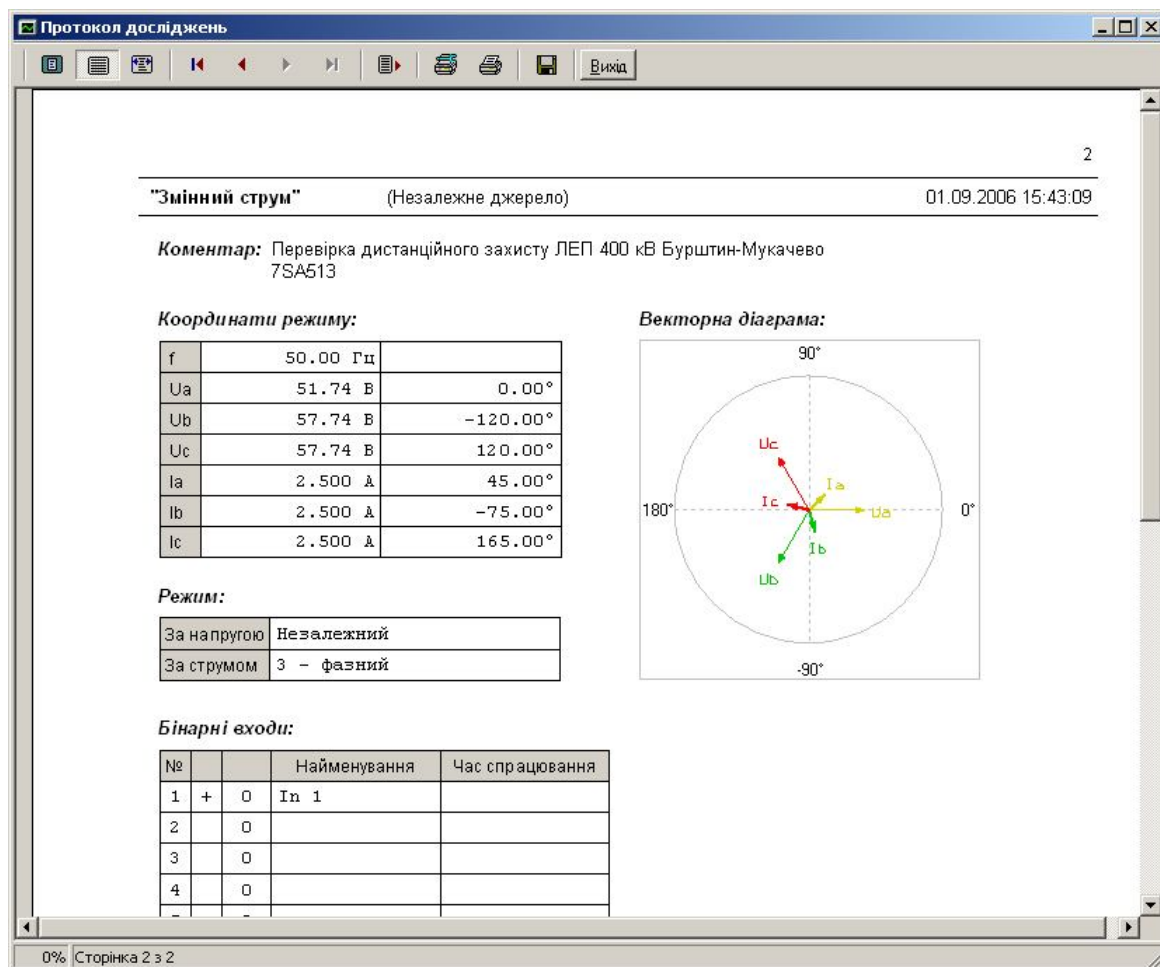 Протокол досліджень
Вихід
2
"Змінний струм" (Незалежне джерело) 01.09.2006 15:43:09
Коментар: Перевірка дистанційного захисту ЛЕП 400 кВ Бурштин-Мукачево
7SA513
Координати режиму:
f 50.00 Гц
Ua 51.74 В 0.00°
Ub 57.74 В -120.00°
Uc 57.74 В 120.00°
Ia 2.500 А 45.00°
Ib 2.500 А -75.00°
Ic 2.500 А 165.00°
Векторна діаграма:
90°
Uc
Ia
Ic
180°
Ua
0°
Ib
Ub
-90°
Режим:
За напругою Незалежний
За струмом 3 - фазний
Бінарні входи:
№ Найменування Час спрацювання
1 + 0 In 1
2 0
3 0
4 0
0% Сторінка 2 з 2